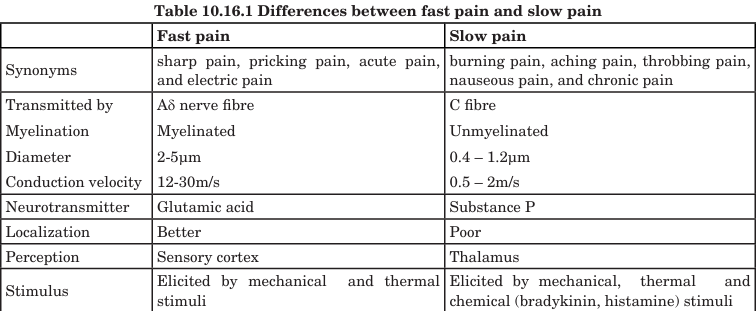 Table 10.16.1 Differences between fast pain and slow pain
Fast pain Slow pain
Synonyms sharp pain, pricking pain, acute pain, and electric pain burning pain, aching pain, throbbing pain, nauseous pain, and chronic pain
Transmitted by Aδ nerve fibre C fibre
Myelination Myelinated Unmyelinated
Diameter 2-5μm 0.4 – 1.2μm
Conduction velocity 12-30m/s 0.5 – 2m/s
Neurotransmitter Glutamic acid Substance P
Localization Better Poor
Perception Sensory cortex Thalamus
Stimulus Elicited by mechanical and thermal stimuli Elicited by mechanical, thermal and chemical (bradykinin, histamine) stimuli